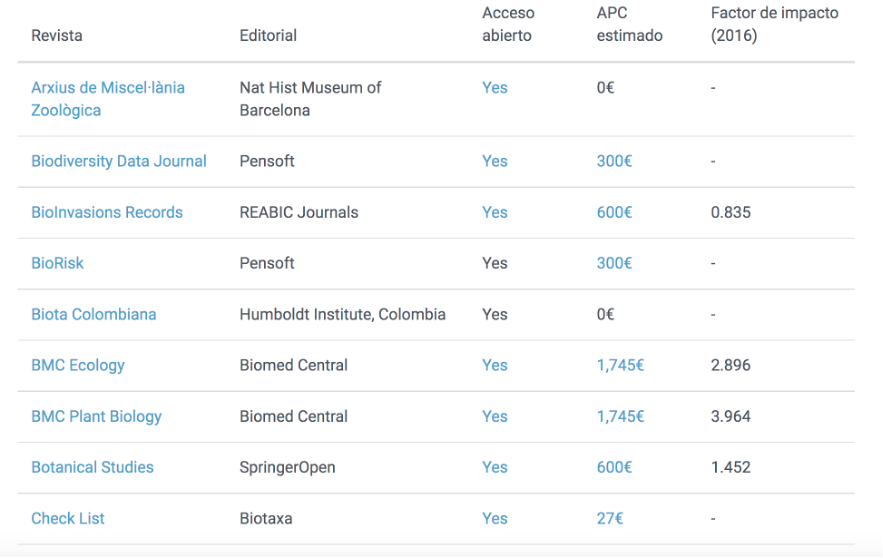 Revista Editorial Acceso abierto APC estimado Factor de impacto (2016)
Arxius de Miscel·lània Zoològica Nat Hist Museum of Barcelona Yes 0€ -
Biodiversity Data Journal Pensoft Yes 300€ -
BioInvasions Records REABIC Journals Yes 600€ 0.835
BioRisk Pensoft Yes 300€ -
Biota Colombiana Humboldt Institute, Colombia Yes 0€ -
BMC Ecology Biomed Central Yes 1,745€ 2.896
BMC Plant Biology Biomed Central Yes 1,745€ 3.964
Botanical Studies SpringerOpen Yes 600€ 1.452
Check List Biotaxa Yes 27€ -